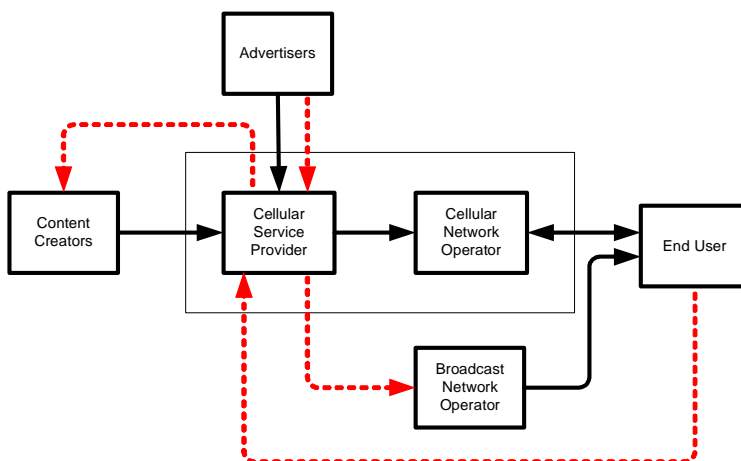 Advertisers
Content
Creators
Cellular
Service
Provider
Cellular
Network
Operator
End User
Broadcast
Network
Operator